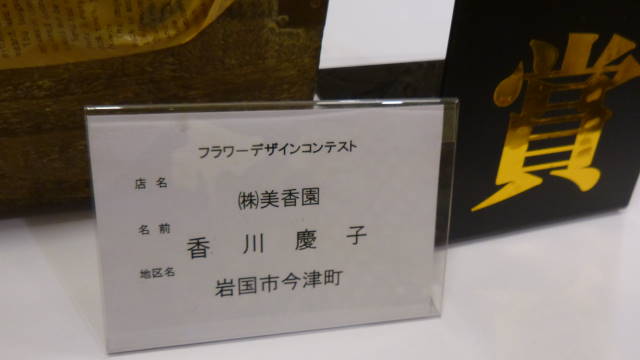 フラワーデザインコンテスト
店名 ㈱美香園
名前 香川慶子
地区名 岩国市今津町
賞